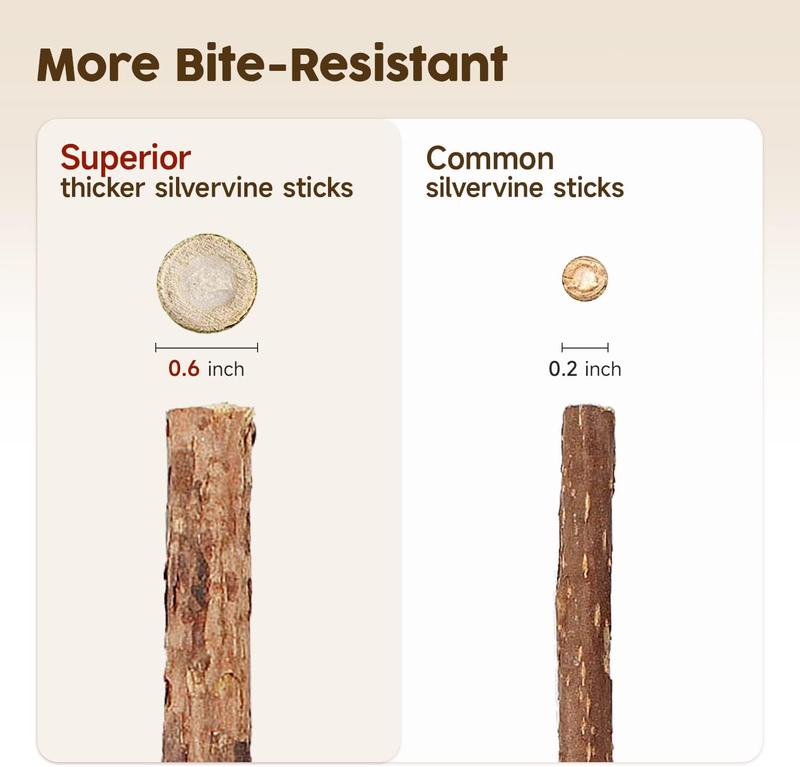 More Bite-Resistant
Superior
thicker silvervine sticks
0.6 inch
Common
silvervine sticks
0.2 inch